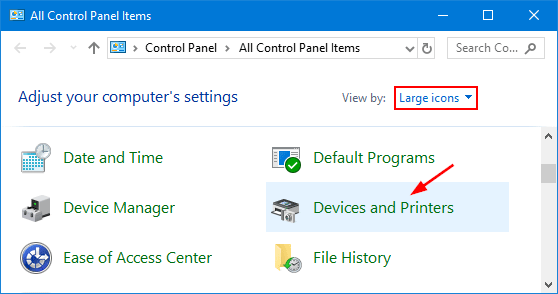 All Control Panel Items
Control Panel
All Control Panel Items
Search Co...
Adjust your computer's settings
View by:
Large icons
Date and Time
Default Programs
Device Manager
Devices and Printers
Ease of Access Center
File History